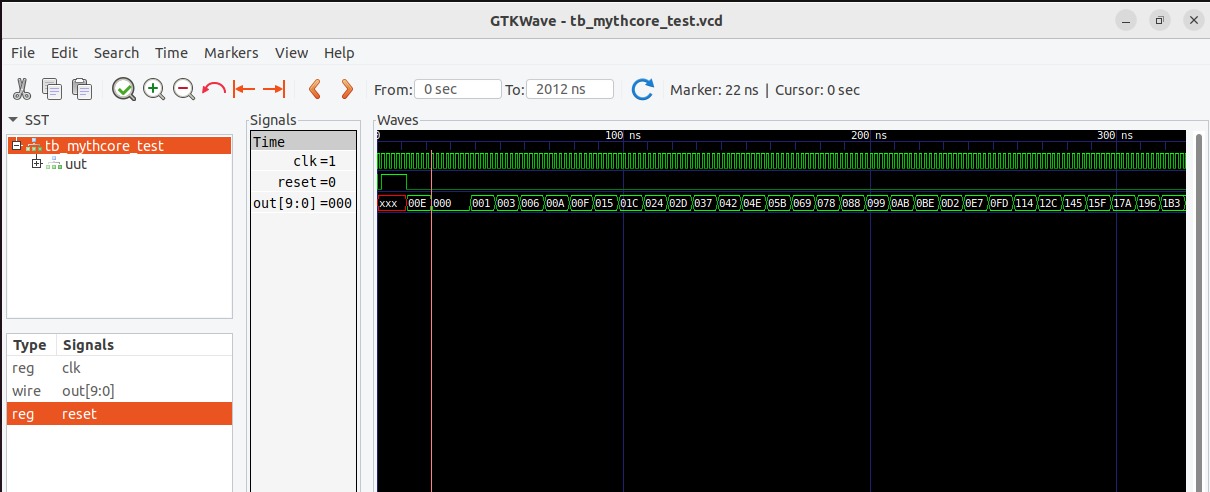 GTKWave - tb_mythcore_test.vcd
File Edit Search Time Markers View Help
From: 0 sec To: 2012 ns Marker: 22 ns | Cursor: 0 sec
SST
tb_mythcore_test
uut
Type Signals
reg clk
wire out[9:0]
reg reset
Signals
Time
clk=1
reset=0
out[9:0]=000
Waves
0 100 ns 200 ns 300 ns
xxx 00E 000 001 003 006 00A 00F 015 01C 024 02D 037 042 04E 05B 069 078 088 099 0AB 0BE 0D2 0E7 0FD 114 12C 145 15F 17A 196 1B3